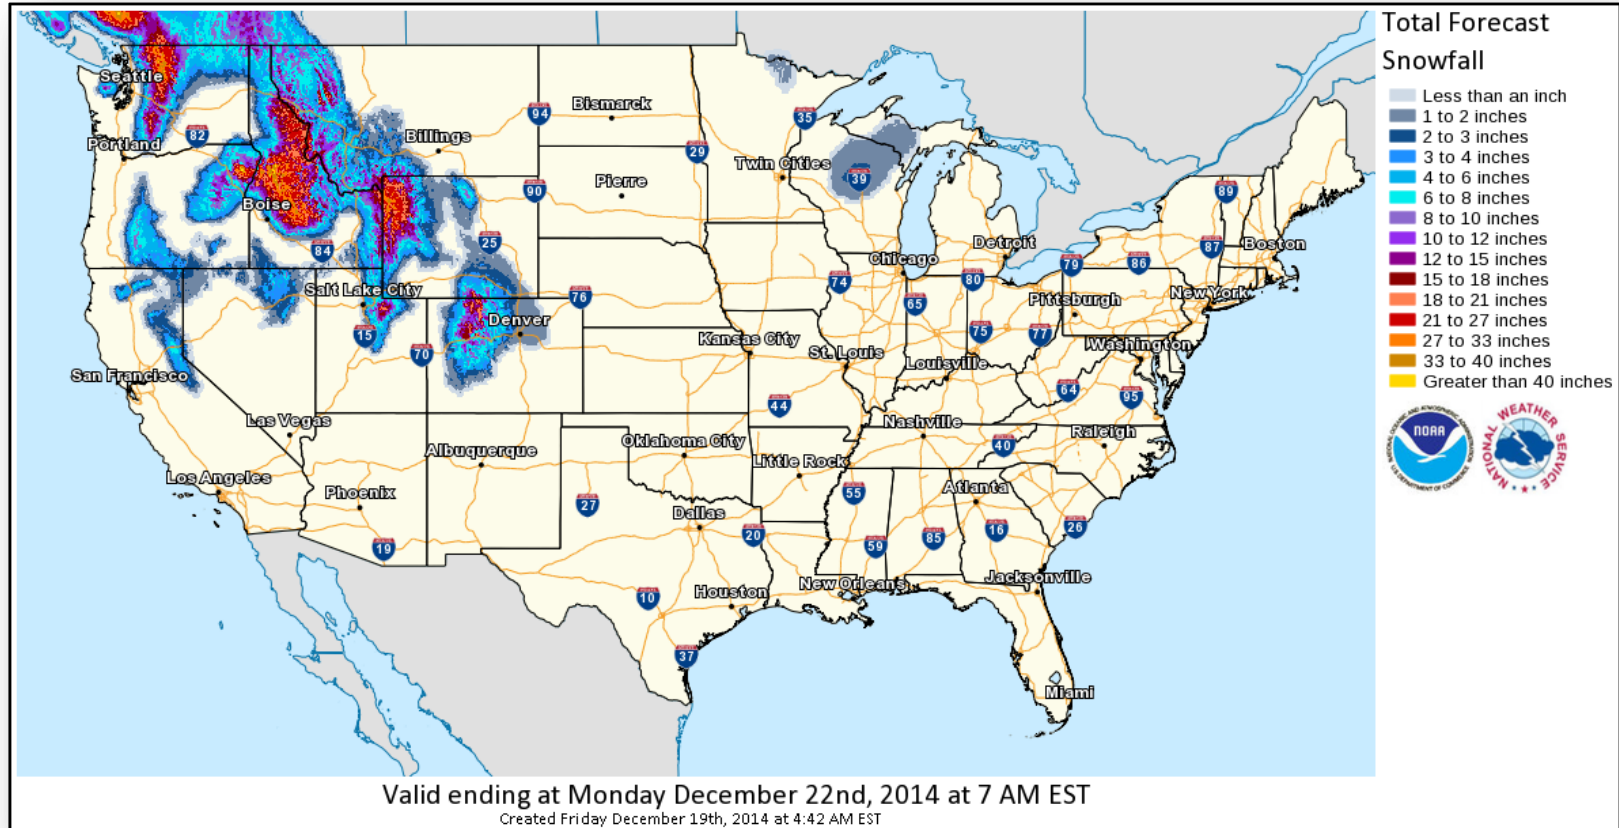 Total Forecast
Snowfall
Less than an inch
1 to 2 inches
2 to 3 inches
3 to 4 inches
4 to 6 inches
6 to 8 inches
8 to 10 inches
10 to 12 inches
12 to 15 inches
15 to 18 inches
18 to 21 inches
21 to 27 inches
27 to 33 inches
33 to 40 inches
Greater than 40 inches
NOAA
NATIONAL OCEANIC AND ATMOSPHERIC ADMINISTRATION
U.S. DEPARTMENT OF COMMERCE
NATIONAL WEATHER SERVICE
Seattle
82
Portland
Billings
94
Bismarck
35
29
Twin Cities
39
90
Pierre
89
Boise
84
25
Detroit
87
Boston
Chicago
79
86
Salt Lake City
76
74
80
65
Pittsburgh
New York
15
Denver
70
Kansas City
St. Louis
75
77
Washington
Louisville
San Francisco
64
95
44
Las Vegas
Nashville
Raleigh
Albuquerque
Oklahoma City
40
Little Rock
Los Angeles
Phoenix
27
55
Atlanta
Dallas
20
19
59
85
16
26
10
Houston
New Orleans
Jacksonville
37
Miami
Valid ending at Monday December 22nd, 2014 at 7 AM EST
Created Friday December 19th, 2014 at 4:42 AM EST